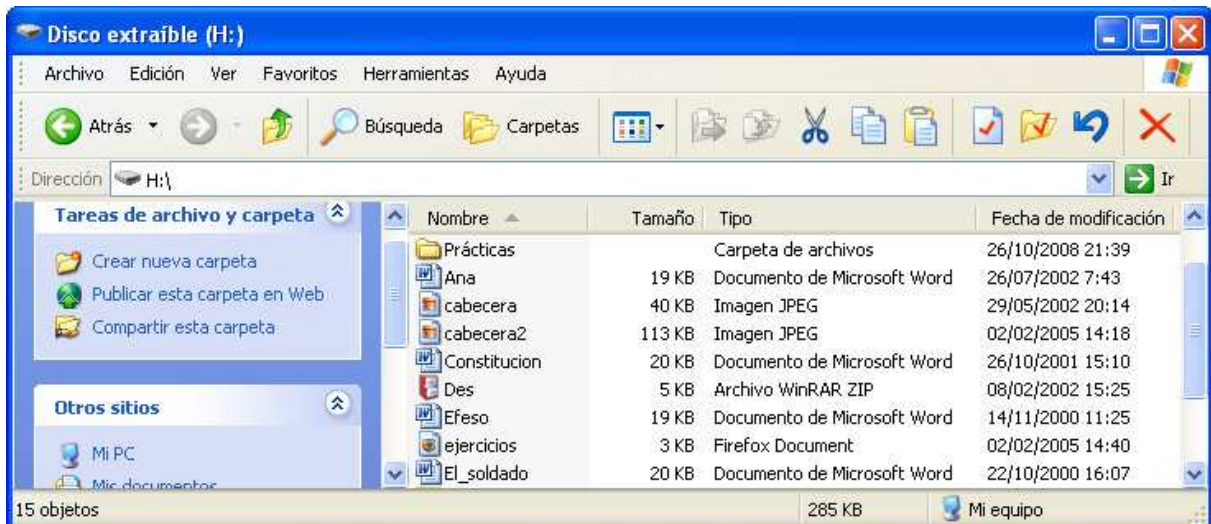 Disco extraíble (H:)
Archivo Edición Ver Favoritos Herramientas Ayuda
Atrás Búsqueda Carpetas
Dirección H:\ Ir
Tareas de archivo y carpeta
Crear nueva carpeta
Publicar esta carpeta en Web
Compartir esta carpeta
Otros sitios
Mi PC
Mis documentos
Nombre Tamaño Tipo Fecha de modificación
Prácticas Carpeta de archivos 26/10/2008 21:39
Ana 19 KB Documento de Microsoft Word 26/07/2002 7:43
cabecera 40 KB Imagen JPEG 29/05/2002 20:14
cabecera2 113 KB Imagen JPEG 02/02/2005 14:18
Constitucion 20 KB Documento de Microsoft Word 26/10/2001 15:10
Des 5 KB Archivo WinRAR ZIP 08/02/2002 15:25
Efeso 19 KB Documento de Microsoft Word 14/11/2000 11:25
ejercicios 3 KB Firefox Document 02/02/2005 14:40
El_soldado 20 KB Documento de Microsoft Word 22/10/2000 16:07
15 objetos 285 KB Mi equipo